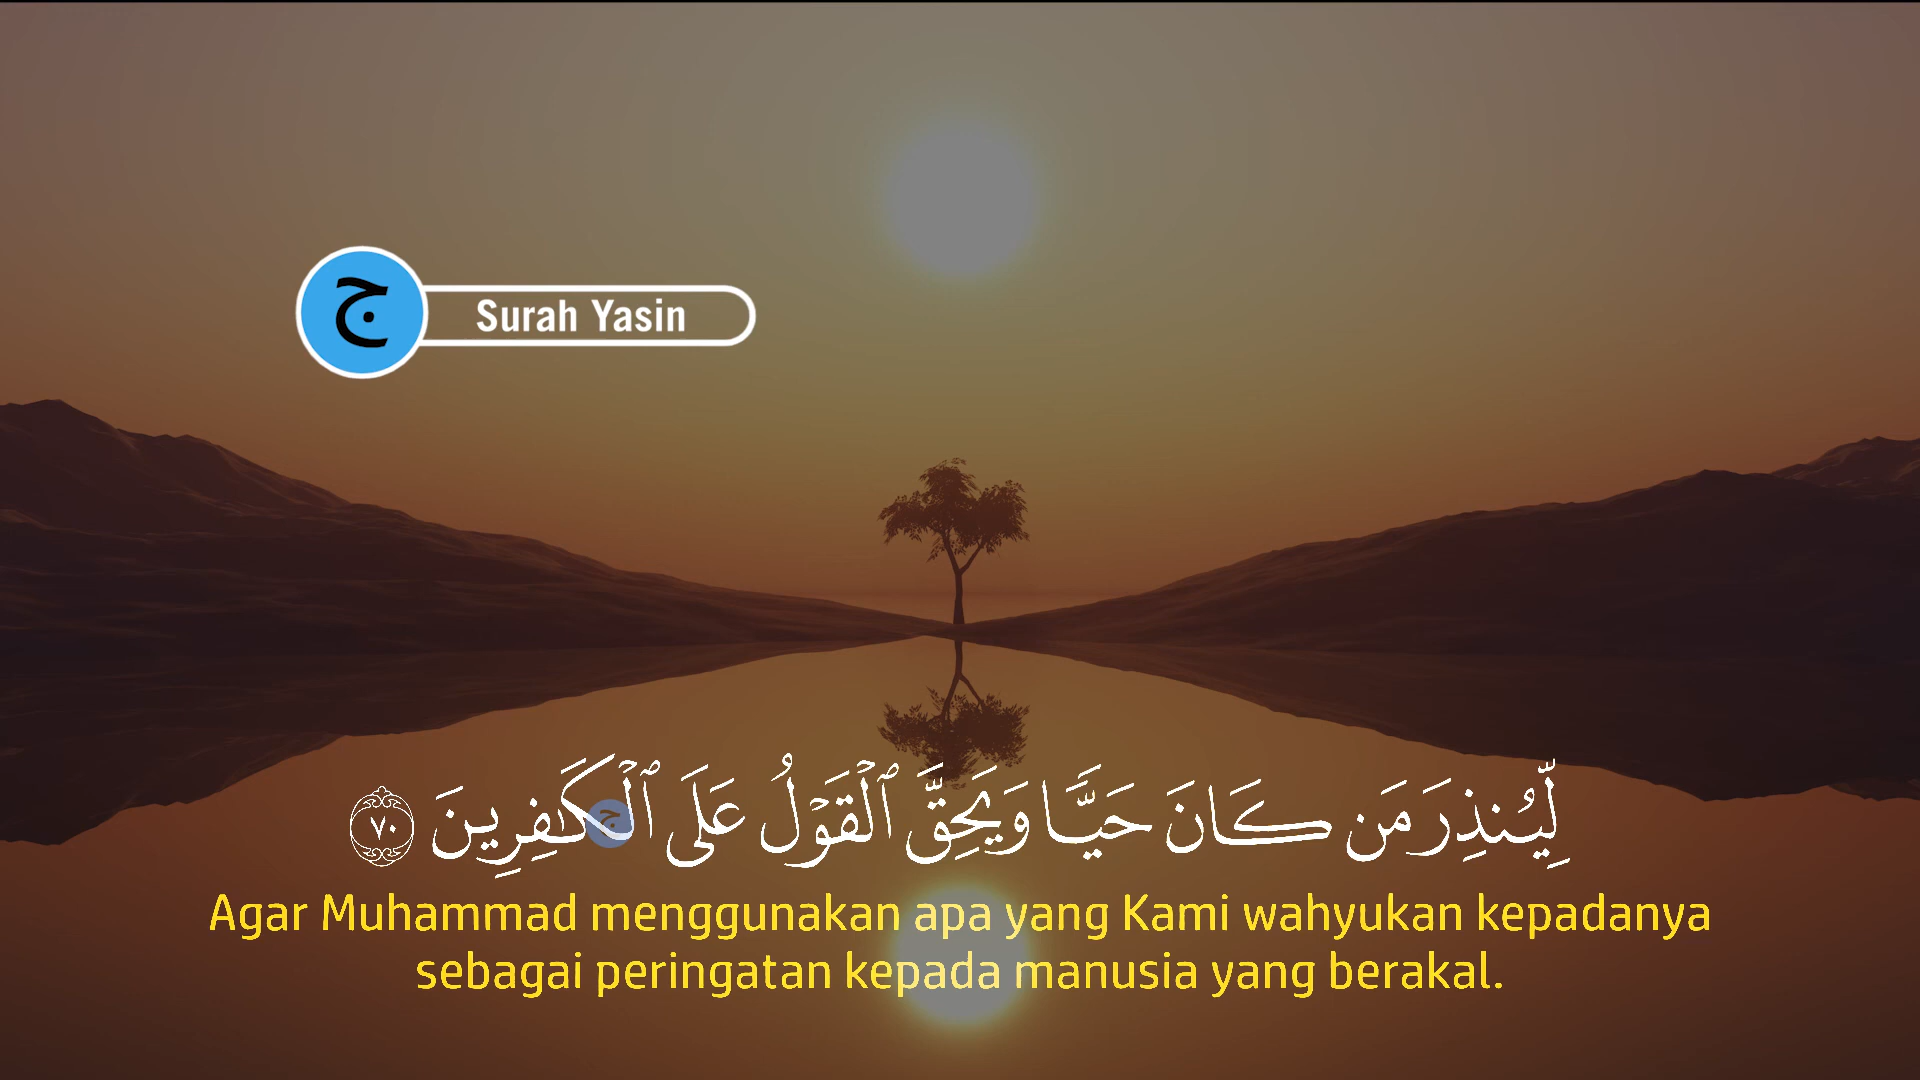 ج
Surah Yasin
لِّيُنذِرَ مَن كَانَ حَيًّا وَيَحِقَّ ٱلْقَوْلُ عَلَى ٱلْكَـٰفِرِينَ ٧٠
ج
Agar Muhammad menggunakan apa yang Kami wahyukan kepadanya
sebagai peringatan kepada manusia yang berakal.